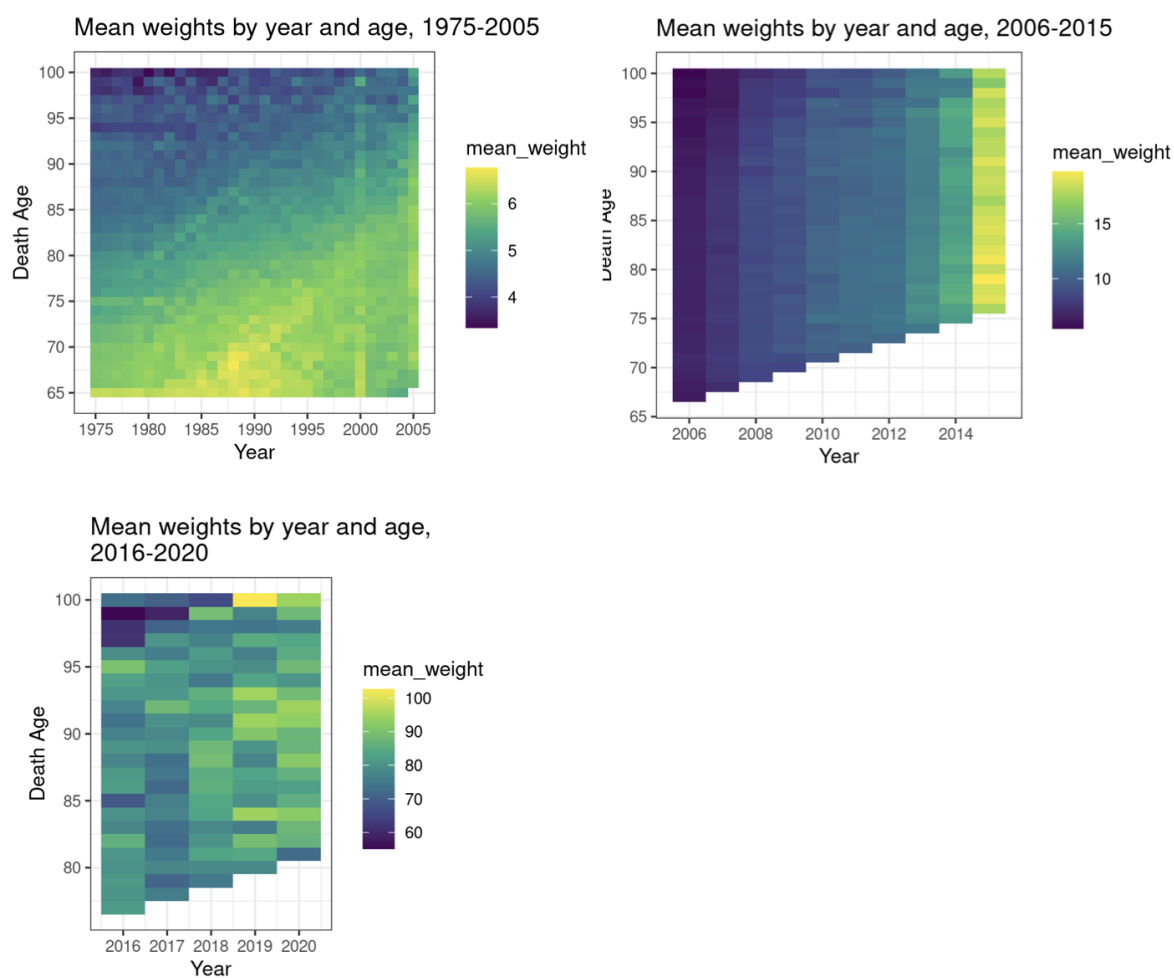 Mean weights by year and age, 1975-2005
100
95
90
85
80
75
70
65
Death Age
1975 1980 1985 1990 1995 2000 2005
Year
mean_weight
6
5
4
Mean weights by year and age, 2006-2015
100
95
90
85
80
75
70
65
Death Age
2006 2008 2010 2012 2014
Year
mean_weight
15
10
Mean weights by year and age,
2016-2020
100
95
90
85
80
Death Age
2016 2017 2018 2019 2020
Year
mean_weight
100
90
80
70
60